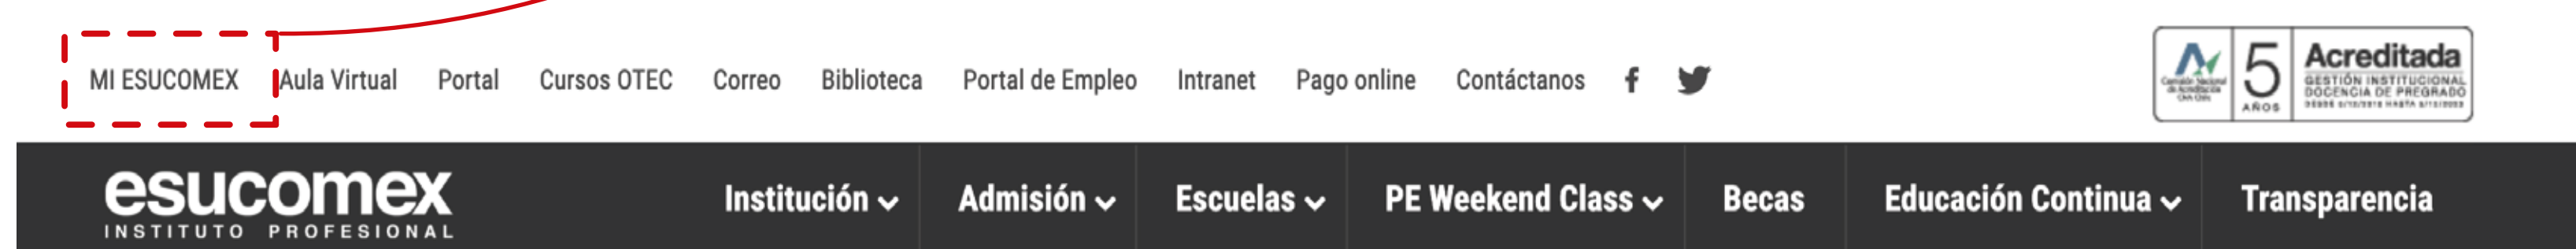 MI ESUCOMEX Aula Virtual Portal Cursos OTEC Correo Biblioteca Portal de Empleo Intranet Pago online Contáctanos
5
AÑOS
Acreditada
GESTIÓN INSTITUCIONAL
DOCENCIA DE PREGRADO
esucomex
INSTITUTO PROFESIONAL
Institución Admisión Escuelas PE Weekend Class Becas Educación Continua Transparencia